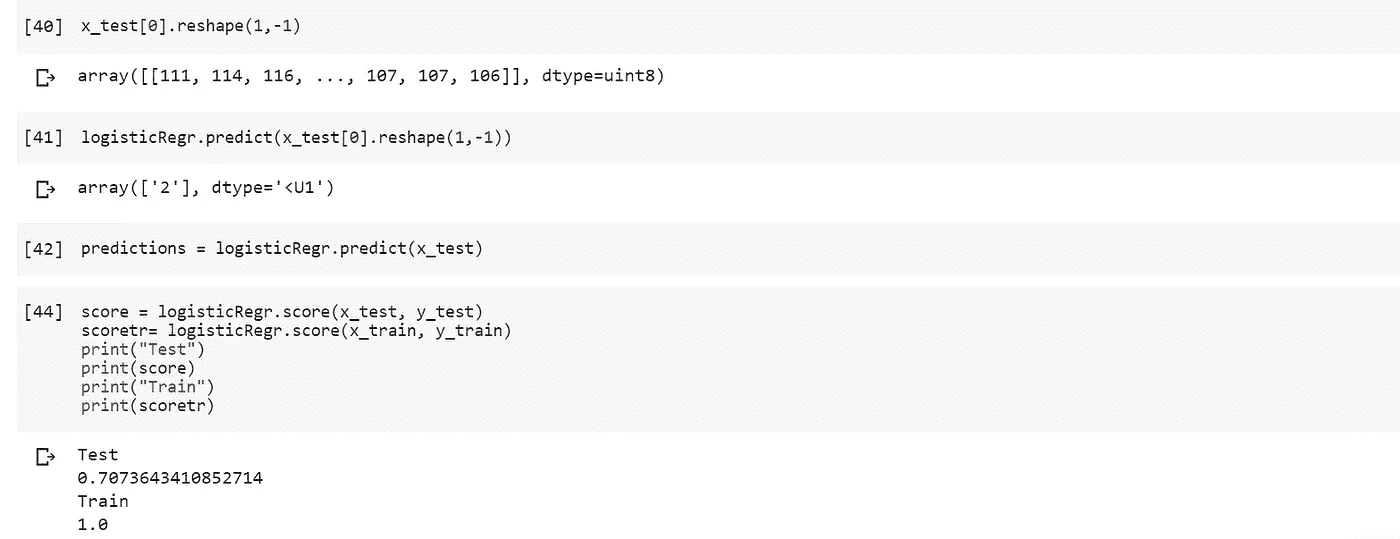 [40] x_test[0].reshape(1,-1)
array([[111, 114, 116, ..., 107, 107, 106]], dtype=uint8)
[41] logisticRegr.predict(x_test[0].reshape(1,-1))
array(['2'], dtype='<U1')
[42] predictions = logisticRegr.predict(x_test)
[44] score = logisticRegr.score(x_test, y_test)
scoretr= logisticRegr.score(x_train, y_train)
print("Test")
print(score)
print("Train")
print(scoretr)
Test
0.7073643410852714
Train
1.0